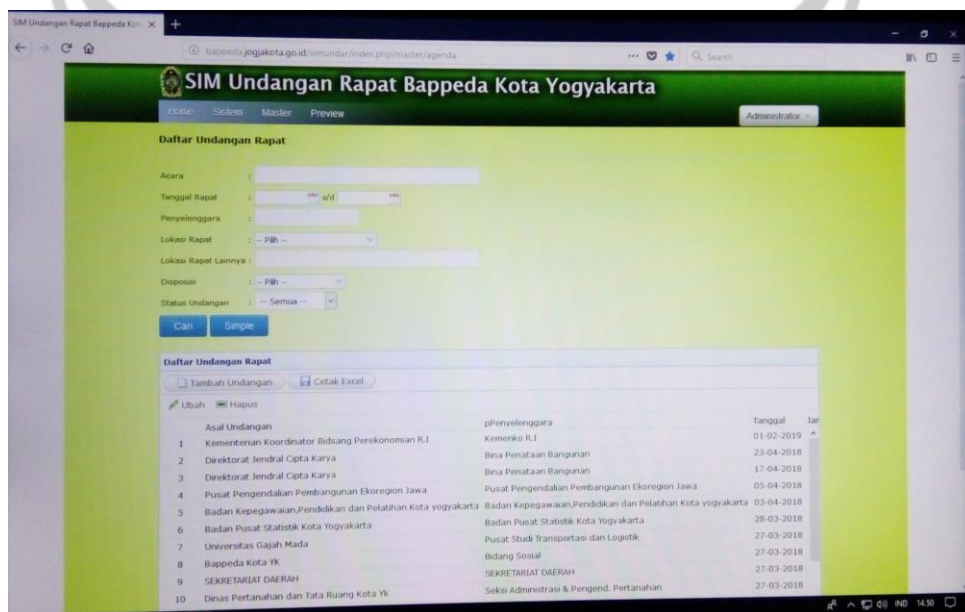 SIM Undangan Rapat Bappeda Ko
bappeda.jogjakota.go.id/simundar/index.php/master/agenda
Search
SIM Undangan Rapat Bappeda Kota Yogyakarta
Home Sistem Master Preview
Administrator
Daftar Undangan Rapat
Acara :
Tanggal Rapat : s/d
Penyelenggara :
Lokasi Rapat : -- Pilih --
Lokasi Rapat Lainnya :
Disposisi : -- Pilih --
Status Undangan : -- Semua --
Cari Simple
Daftar Undangan Rapat
Tambah Undangan Cetak Excel
Ubah Hapus
Asal Undangan pPenyelenggara Tanggal Jar
1 Kementerian Koordinator Bidsang Perekonomian R.I Kemenko R.I 01-02-2019
2 Direktorat Jendral Cipta Karya Bina Penataan Bangunan 23-04-2018
3 Direktorat Jendral Cipta Karya Bina Penataan Bangunan 17-04-2018
4 Pusat Pengendalian Pembangunan Ekoregion Jawa Pusat Pengendalian Pembangunan Ekoregion Jawa 05-04-2018
5 Badan Kepegawaian,Pendidikan dan Pelatihan Kota yogyakarta Badan Kepegawaian,Pendidikan dan Pelatihan Kota yogyakarta 03-04-2018
6 Badan Pusat Statistik Kota Yogyakarta Badan Pusat Statistik Kota Yogyakarta 28-03-2018
7 Universitas Gajah Mada Pusat Studi Transportasi dan Logistik 27-03-2018
8 Bappeda Kota YK Bidang Sosial 27-03-2018
9 SEKRETARIAT DAERAH SEKRETARIAT DAERAH 27-03-2018
10 Dinas Pertanahan dan Tata Ruang Kota Yk Seksi Administrasi & Pengend. Pertanahan 27-03-2018
IND 14.50